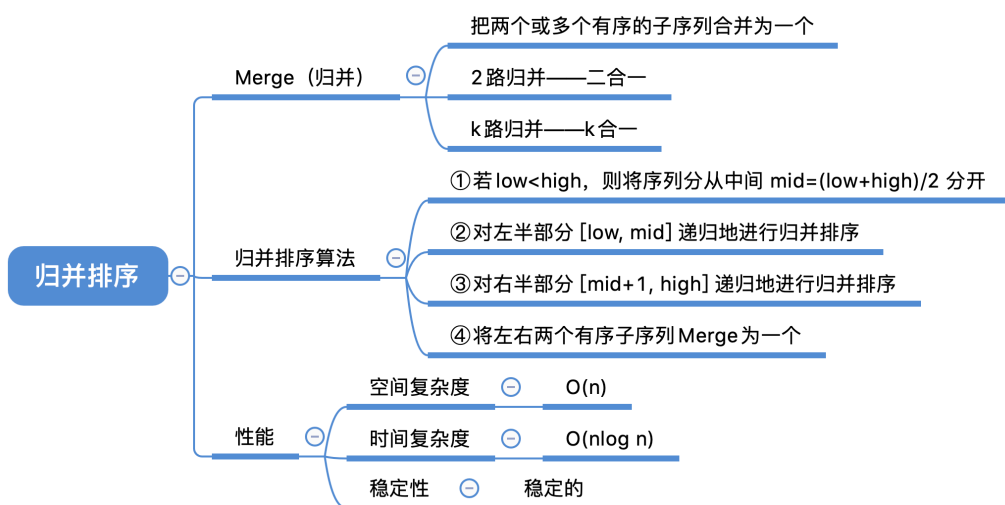 把两个或多个有序的子序列合并为一个
Merge（归并）
2路归并——二合一
k路归并——k合一
①若low<high，则将序列分从中间 mid=(low+high)/2 分开
②对左半部分 [low, mid] 递归地进行归并排序
归并排序算法
归并排序
③对右半部分 [mid+1, high] 递归地进行归并排序
④将左右两个有序子序列Merge为一个
空间复杂度
O(n)
性能
时间复杂度
O(nlog n)
稳定性
稳定的